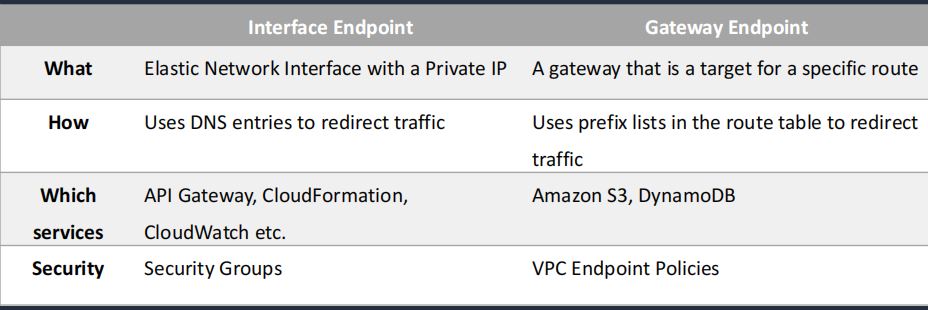 Interface Endpoint Gateway Endpoint
What Elastic Network Interface with a Private IP A gateway that is a target for a specific route
How Uses DNS entries to redirect traffic Uses prefix lists in the route table to redirect
traffic
Which API Gateway, CloudFormation, Amazon S3, DynamoDB
services CloudWatch etc.
Security Security Groups VPC Endpoint Policies